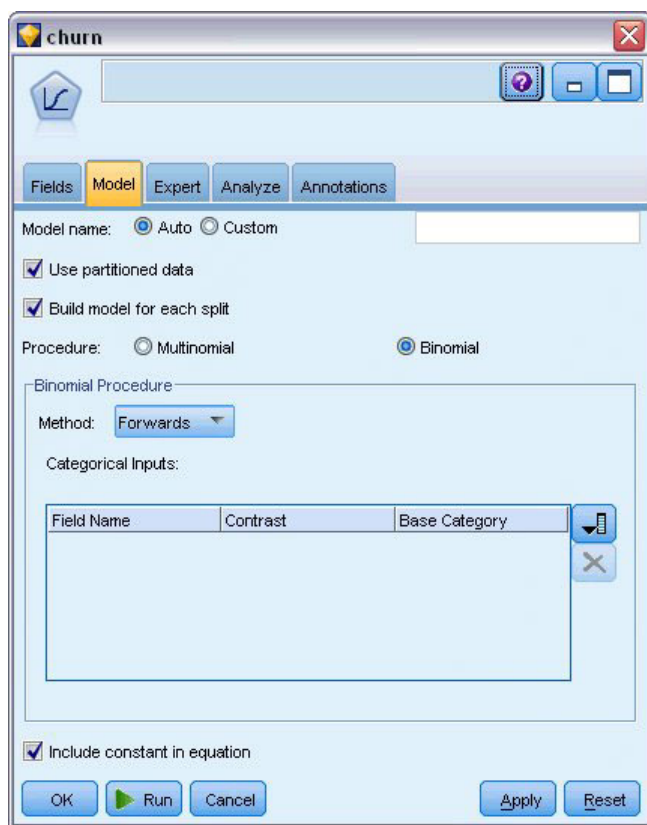 churn
Fields Model Expert Analyze Annotations
Model name: Auto Custom
Use partitioned data
Build model for each split
Procedure: Multinomial Binomial
Binomial Procedure
Method: Forwards
Categorical Inputs:
Field Name Contrast Base Category
Include constant in equation
OK Run Cancel Apply Reset